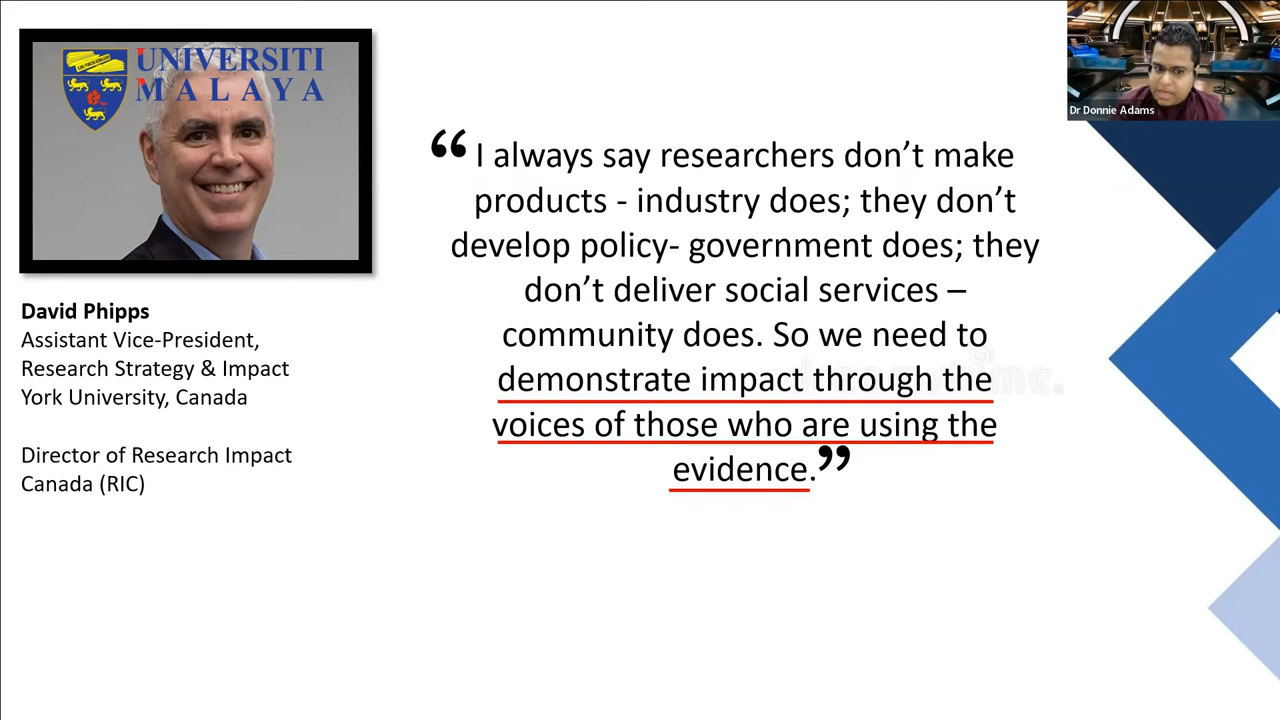 UNIVERSITI
MALAYA
Dr Donnie Adams
“ I always say researchers don’t make
products - industry does; they don’t
develop policy- government does; they
don’t deliver social services –
community does. So we need to
demonstrate impact through the
voices of those who are using the
evidence.”
David Phipps
Assistant Vice-President,
Research Strategy & Impact
York University, Canada
Director of Research Impact
Canada (RIC)